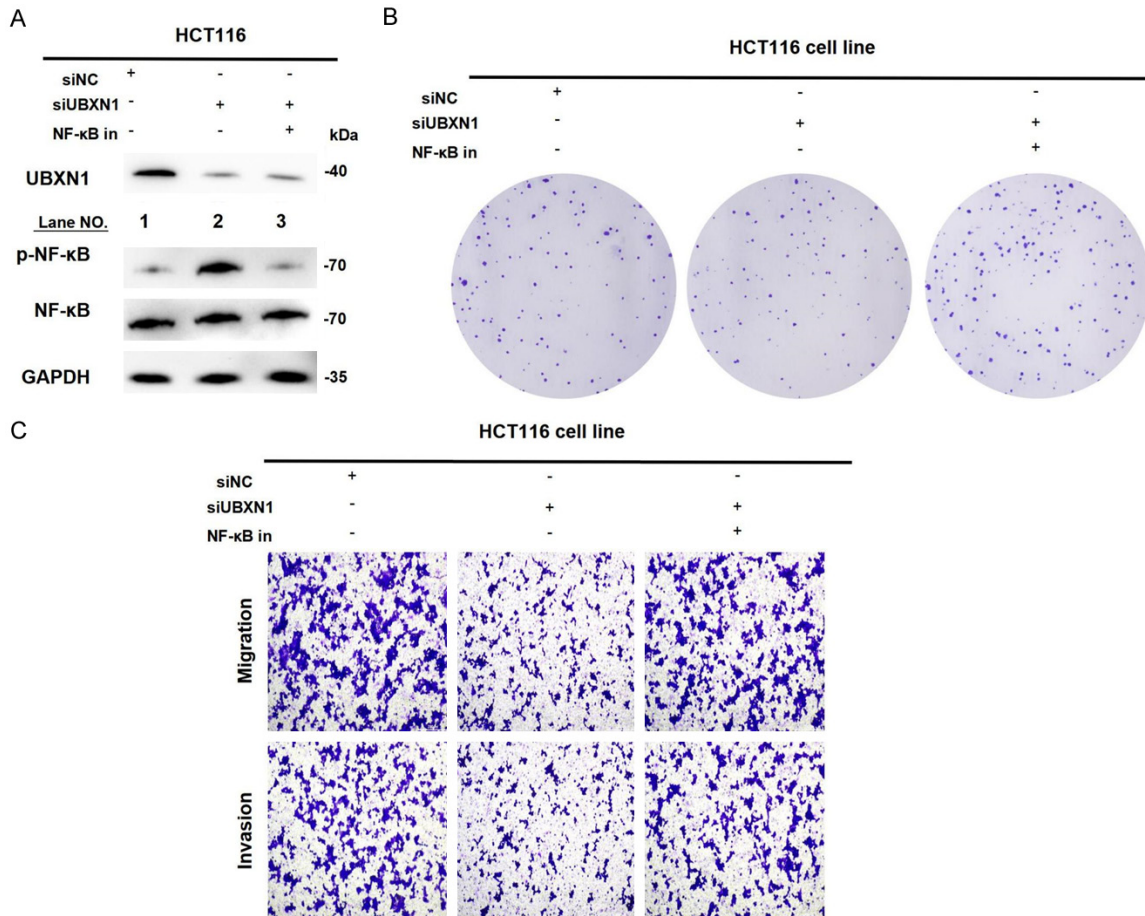 A
HCT116
siNC + - -
siUBXN1 - + +
NF-κB in - - + kDa
UBXN1 -40
Lane NO. 1 2 3
p-NF-κB -70
NF-κB -70
GAPDH -35
B
HCT116 cell line
siNC + - -
siUBXN1 - + +
NF-κB in - - +
C
HCT116 cell line
siNC + - -
siUBXN1 - + +
NF-κB in - - +
Migration
Invasion